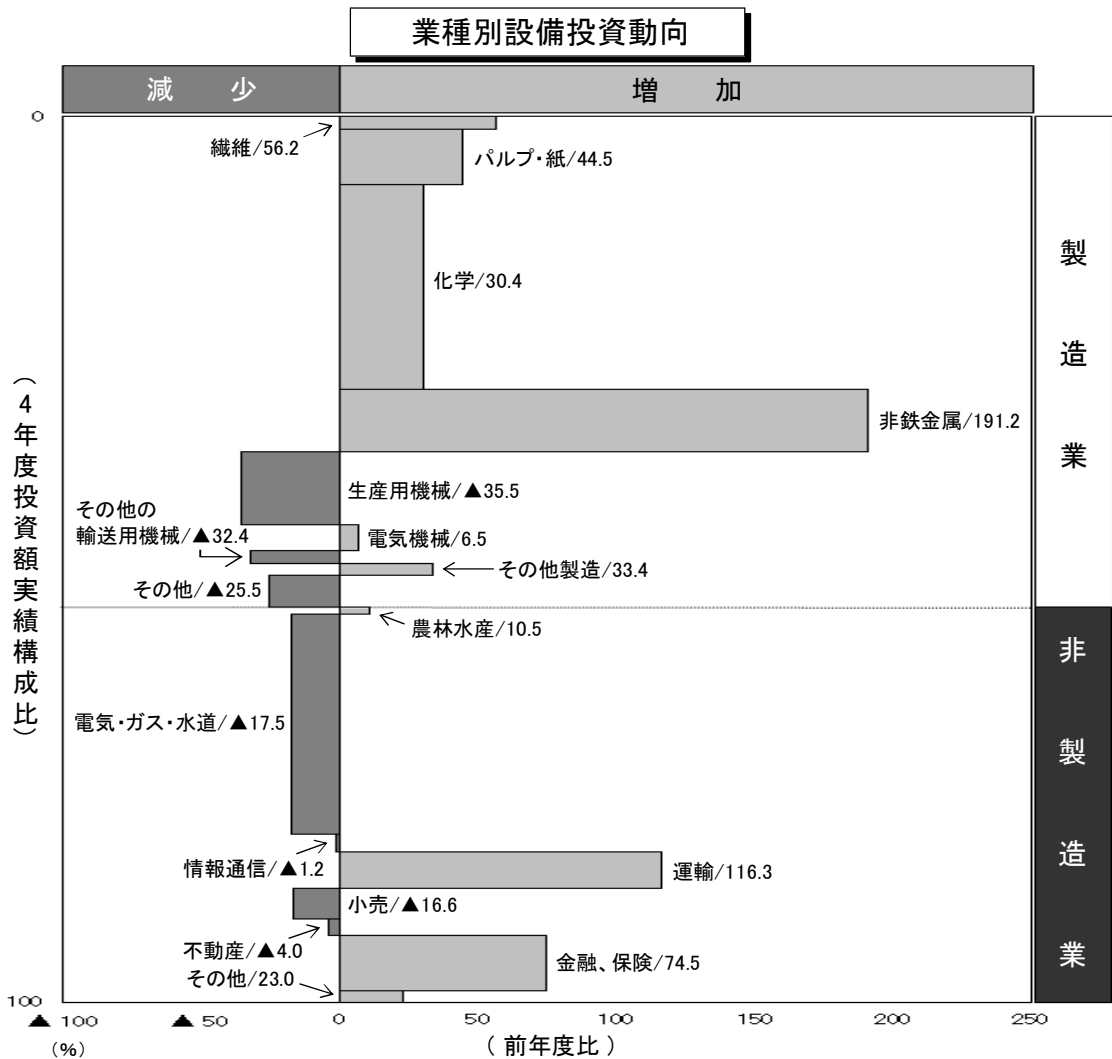 業種別設備投資動向
減 少
増 加
0
繊維/56.2
パルプ・紙/44.5
化学/30.4
非鉄金属/191.2
生産用機械/▲35.5
その他の
輸送用機械/▲32.4
電気機械/6.5
その他製造/33.4
その他/▲25.5
農林水産/10.5
電気・ガス・水道/▲17.5
情報通信/▲1.2
運輸/116.3
小売/▲16.6
不動産/▲4.0
金融、保険/74.5
その他/23.0
100
製造業
非製造業
（4年度投資額実績構成比）
▲ 100
▲ 50
0
50
100
150
200
250
(%)
( 前年度比 )